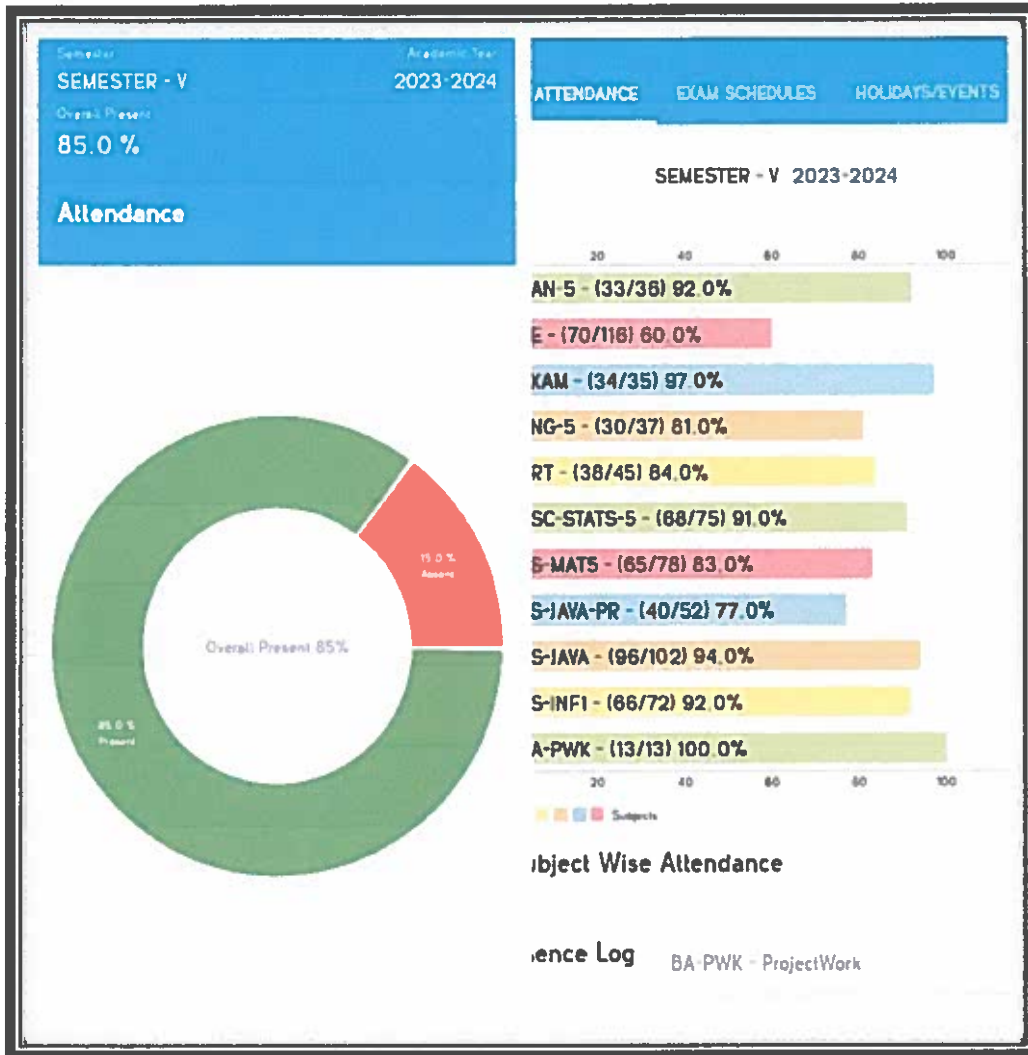 Semester
SEMESTER - V
Overall Present
85.0 %
Attendance
Academic Year
2023-2024
15.0 %
Absent
Overall Present 85%
85.0 %
Present
ATTENDANCE EXAM SCHEDULES HOLIDAYS/EVENTS
SEMESTER - V 2023-2024
20 40 60 80 100
AN-5 - (33/36) 92.0%
E - (70/116) 60.0%
XAM - (34/35) 97.0%
NG-5 - (30/37) 81.0%
RT - (38/45) 84.0%
SC-STATS-5 - (68/75) 91.0%
S-MAT5 - (65/78) 83.0%
S-JAVA-PR - (40/52) 77.0%
S-JAVA - (96/102) 94.0%
S-INF1 - (66/72) 92.0%
A-PWK - (13/13) 100.0%
20 40 60 80 100
Subjects
ubject Wise Attendance
ence Log BA-PWK - ProjectWork